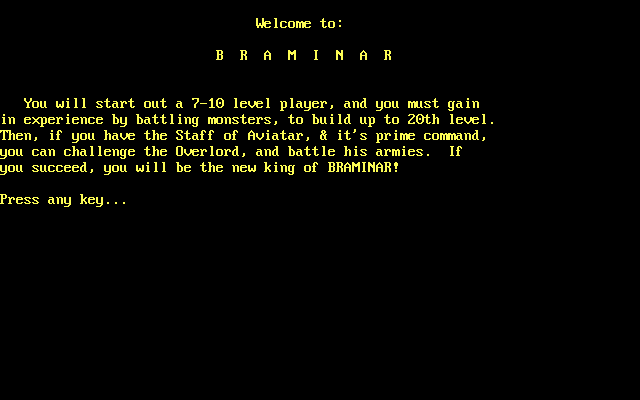 Welcome to:
B R A M I N A R
You will start out a 7-10 level player, and you must gain
in experience by battling monsters, to build up to 20th level.
Then, if you have the Staff of Aviatar, & it's prime command,
you can challenge the Overlord, and battle his armies.  If
you succeed, you will be the new king of BRAMINAR!
Press any key...